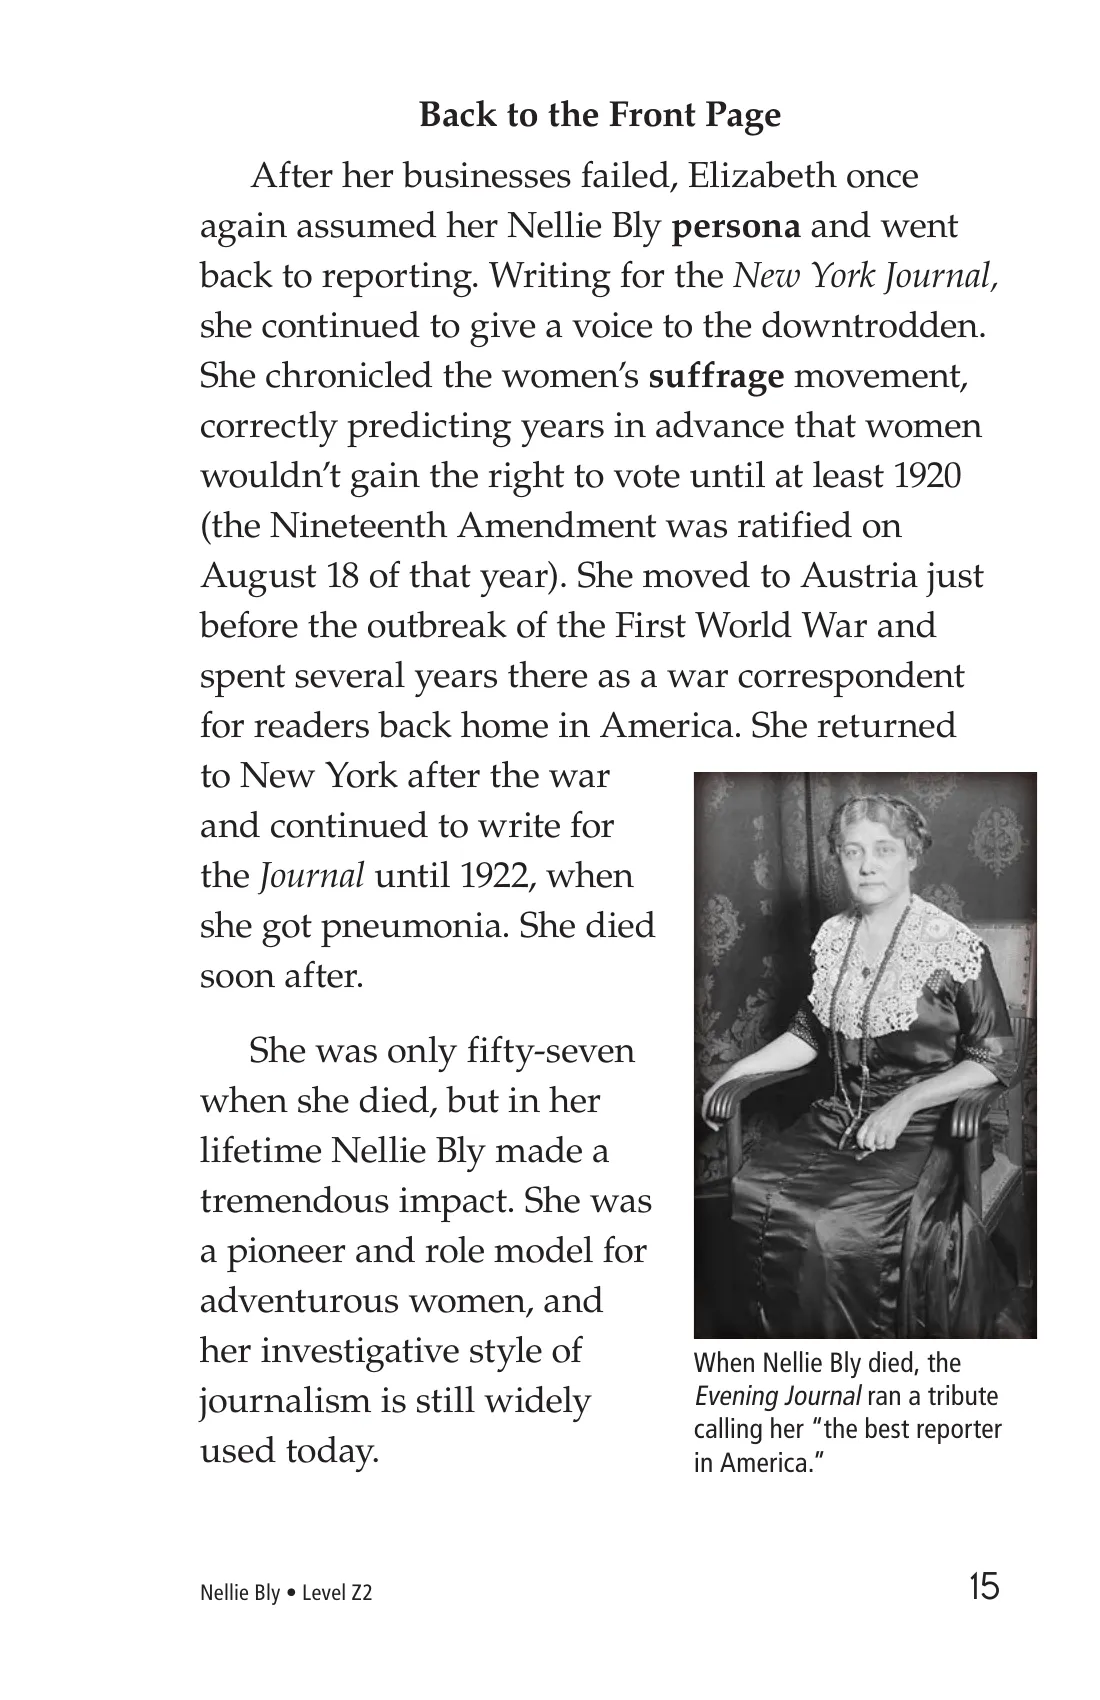 Back to the Front Page
After her businesses failed, Elizabeth once
again assumed her Nellie Bly persona and went
back to reporting. Writing for the New York Journal,
she continued to give a voice to the downtrodden.
She chronicled the women’s suffrage movement,
correctly predicting years in advance that women
wouldn’t gain the right to vote until at least 1920
(the Nineteenth Amendment was ratified on
August 18 of that year). She moved to Austria just
before the outbreak of the First World War and
spent several years there as a war correspondent
for readers back home in America. She returned
to New York after the war
and continued to write for
the Journal until 1922, when
she got pneumonia. She died
soon after.
She was only fifty-seven
when she died, but in her
lifetime Nellie Bly made a
tremendous impact. She was
a pioneer and role model for
adventurous women, and
her investigative style of
journalism is still widely
used today.
When Nellie Bly died, the
Evening Journal ran a tribute
calling her “the best reporter
in America.”
Nellie Bly • Level Z2
15